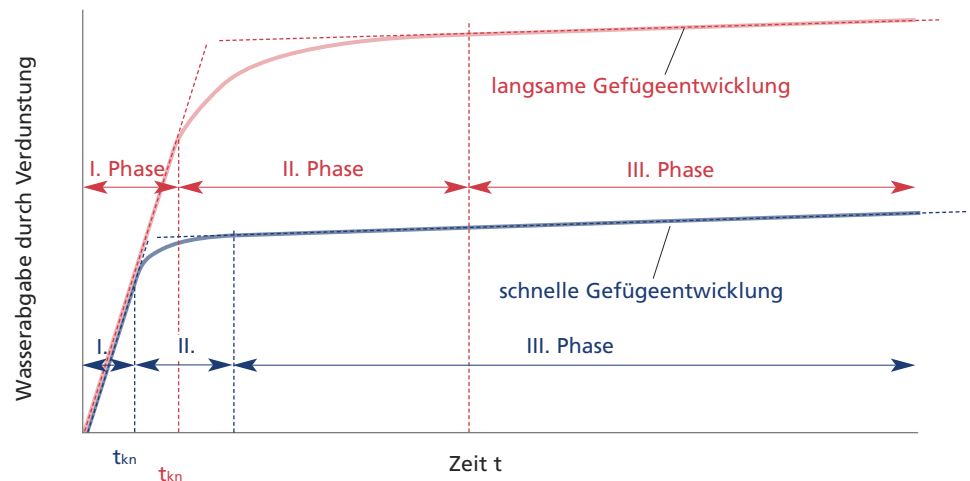 Wasserabgabe durch Verdunstung
langsame Gefügeentwicklung
I. Phase
II. Phase
III. Phase
schnelle Gefügeentwicklung
I.
II.
III. Phase
tkn
tkn
Zeit t